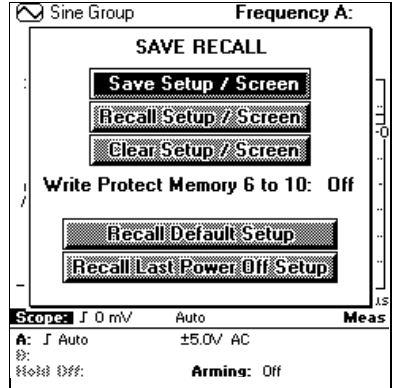 Sine Group Frequency A:
SAVE RECALL
Save Setup / Screen
Recall Setup / Screen
Clear Setup / Screen
Write Protect Memory 6 to 10: Off
Recall Default Setup
Recall Last Power Off Setup
Scope: ∫ 0 mV Auto Meas
A: ∫ Auto ±5.0V AC
B:
Hold Off: Arming: Off